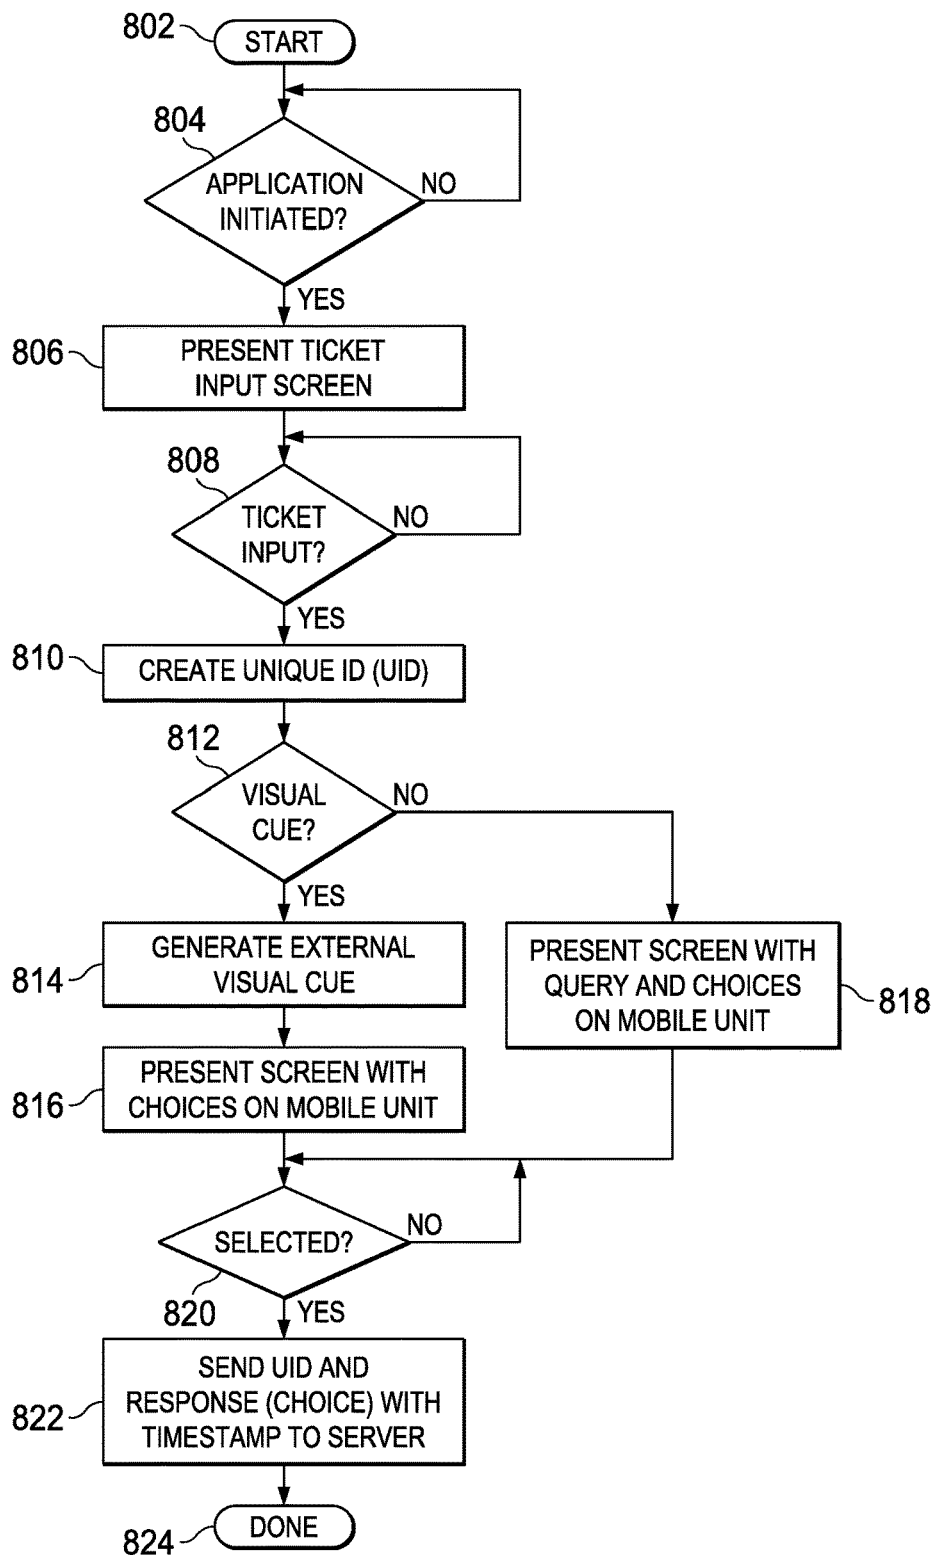 802
START
804
APPLICATION
INITIATED?
NO
YES
806
PRESENT TICKET
INPUT SCREEN
808
TICKET
INPUT?
NO
YES
810
CREATE UNIQUE ID (UID)
812
VISUAL
CUE?
NO
YES
814
GENERATE EXTERNAL
VISUAL CUE
PRESENT SCREEN WITH
QUERY AND CHOICES
ON MOBILE UNIT
818
816
PRESENT SCREEN WITH
CHOICES ON MOBILE UNIT
SELECTED?
NO
820
YES
822
SEND UID AND
RESPONSE (CHOICE) WITH
TIMESTAMP TO SERVER
824
DONE